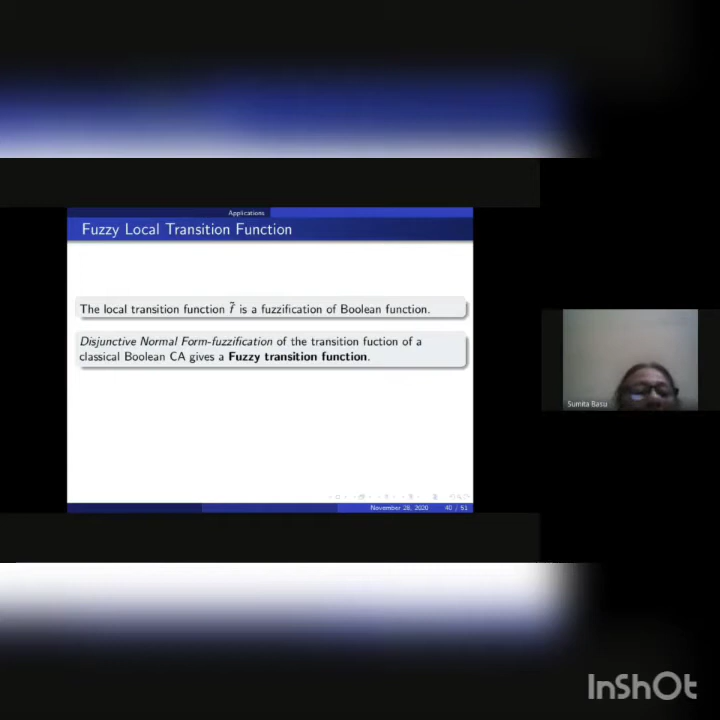 Applications
Fuzzy Local Transition Function
The local transition function f̃ is a fuzzification of Boolean function.
Disjunctive Normal Form-fuzzification of the transition fuction of a
classical Boolean CA gives a Fuzzy transition function.
Sumita Basu
November 28, 2020 40 / 51
InShOt